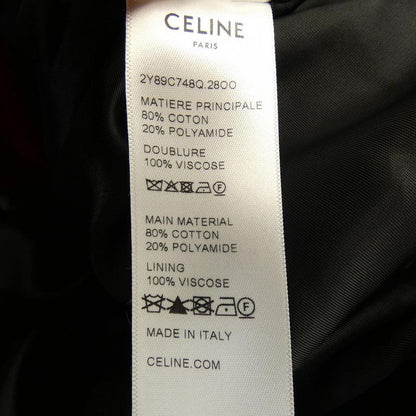 CELINE
PARIS
2Y89C748Q.28OO
MATIERE PRINCIPALE
80% COTON
20% POLYAMIDE
DOUBLURE
100% VISCOSE
MAIN MATERIAL
80% COTTON
20% POLYAMIDE
LINING
100% VISCOSE
MADE IN ITALY
CELINE.COM